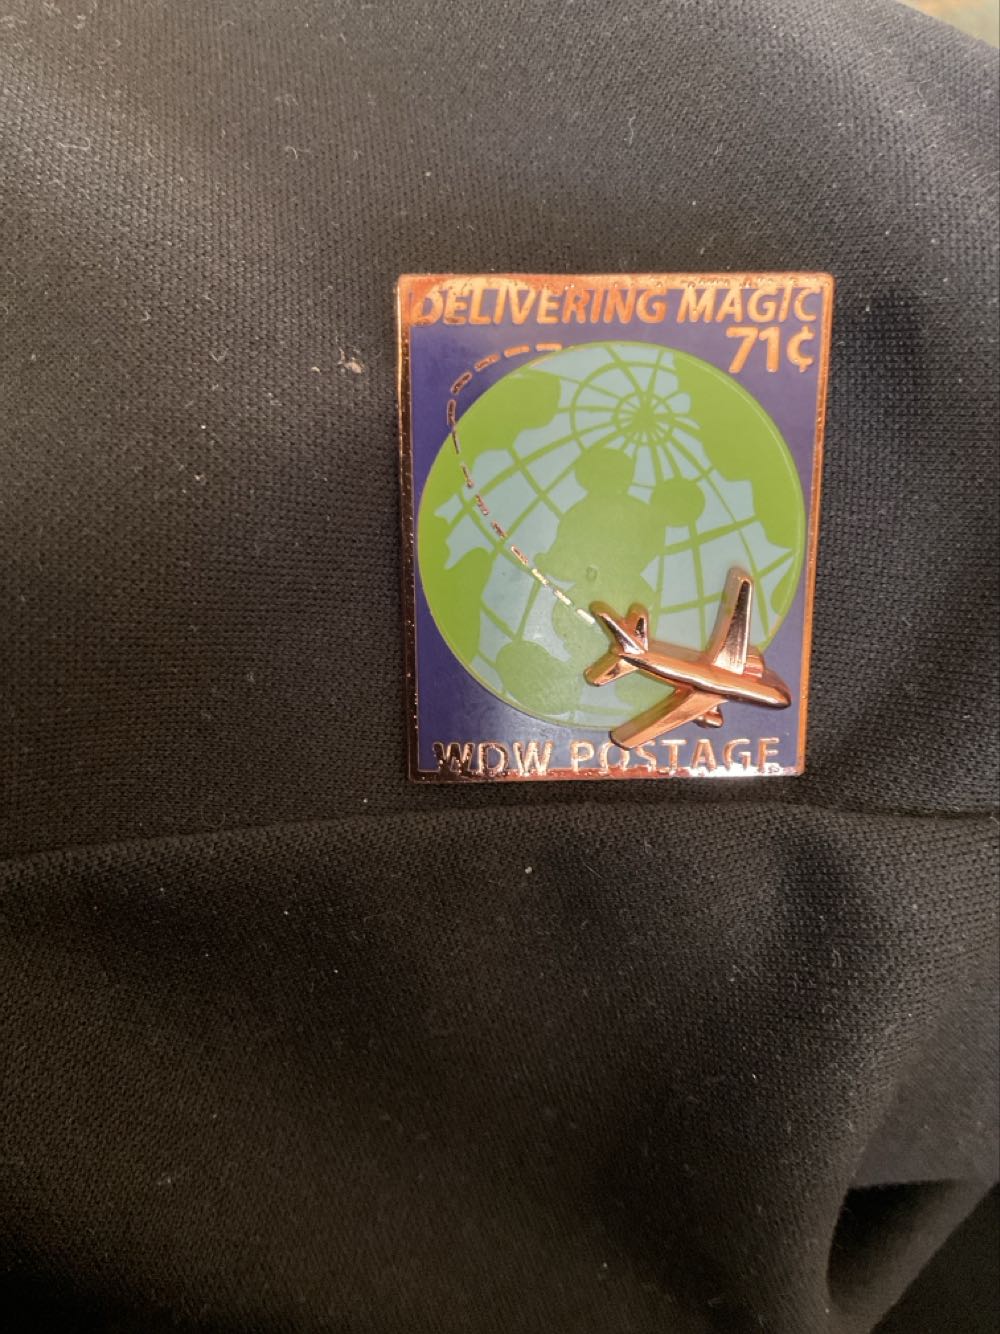 DELIVERING MAGIC
71¢
WDW POSTAGE